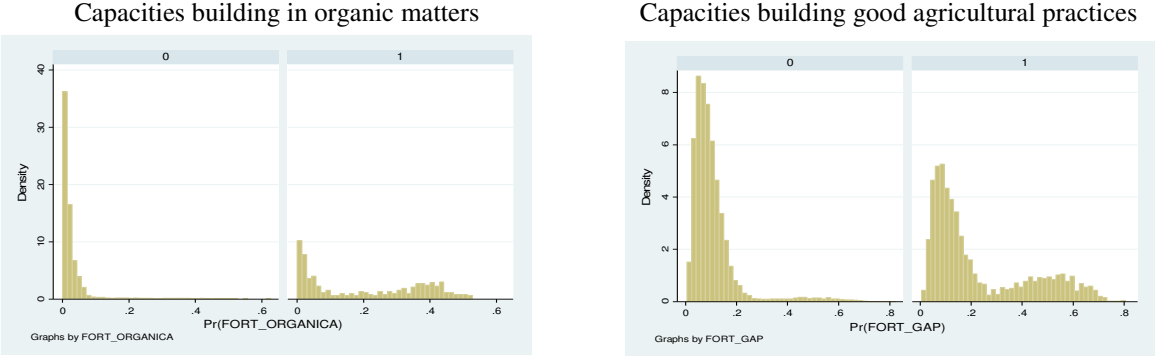 Capacities building in organic matters
0 1
40
30
20
10
0
Density
0 .2 .4 .6 0 .2 .4 .6
Pr(FORT_ORGANICA)
Graphs by FORT_ORGANICA
Capacities building good agricultural practices
0 1
8
6
4
2
0
Density
0 .2 .4 .6 .8 0 .2 .4 .6 .8
Pr(FORT_GAP)
Graphs by FORT_GAP